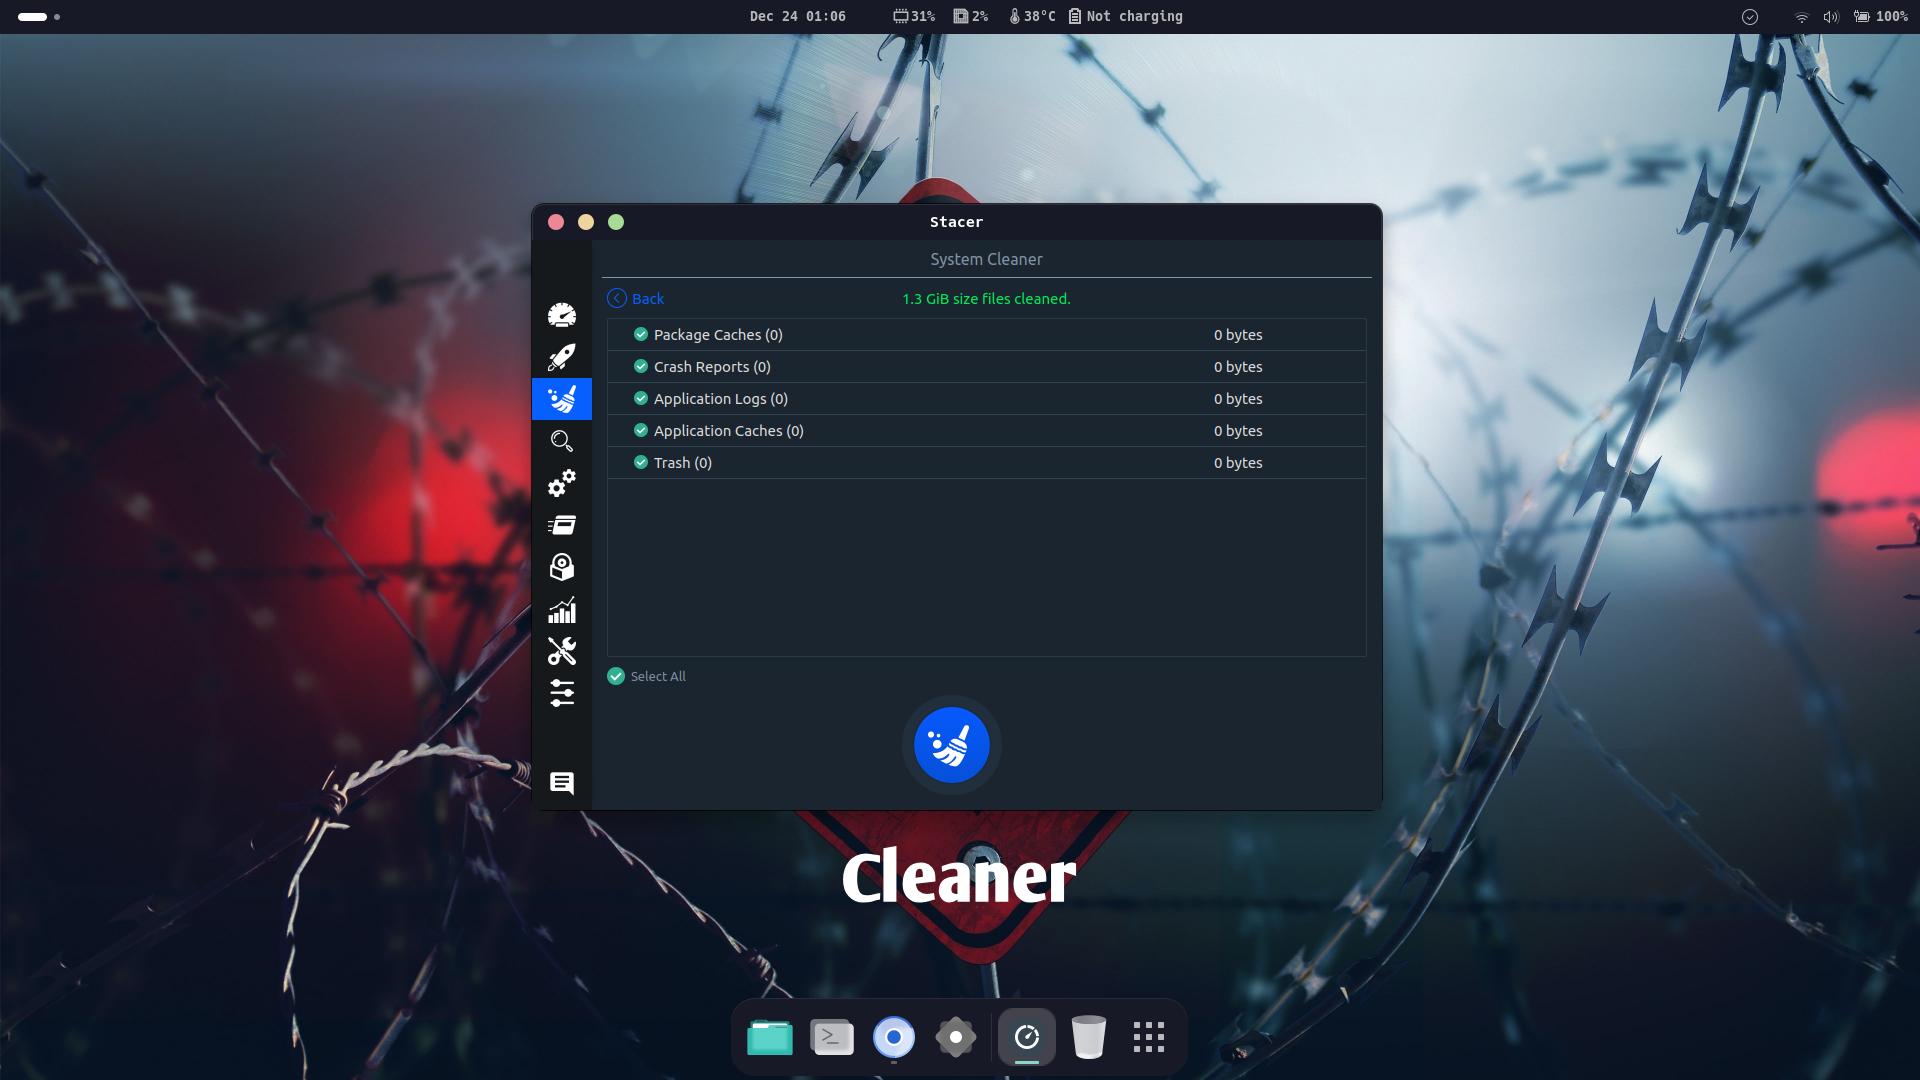 Dec 24 01:06 31% 2% 38°C Not charging 100%
Stacer
System Cleaner
Back 1.3 GiB size files cleaned.
Package Caches (0) 0 bytes
Crash Reports (0) 0 bytes
Application Logs (0) 0 bytes
Application Caches (0) 0 bytes
Trash (0) 0 bytes
Select All
Cleaner